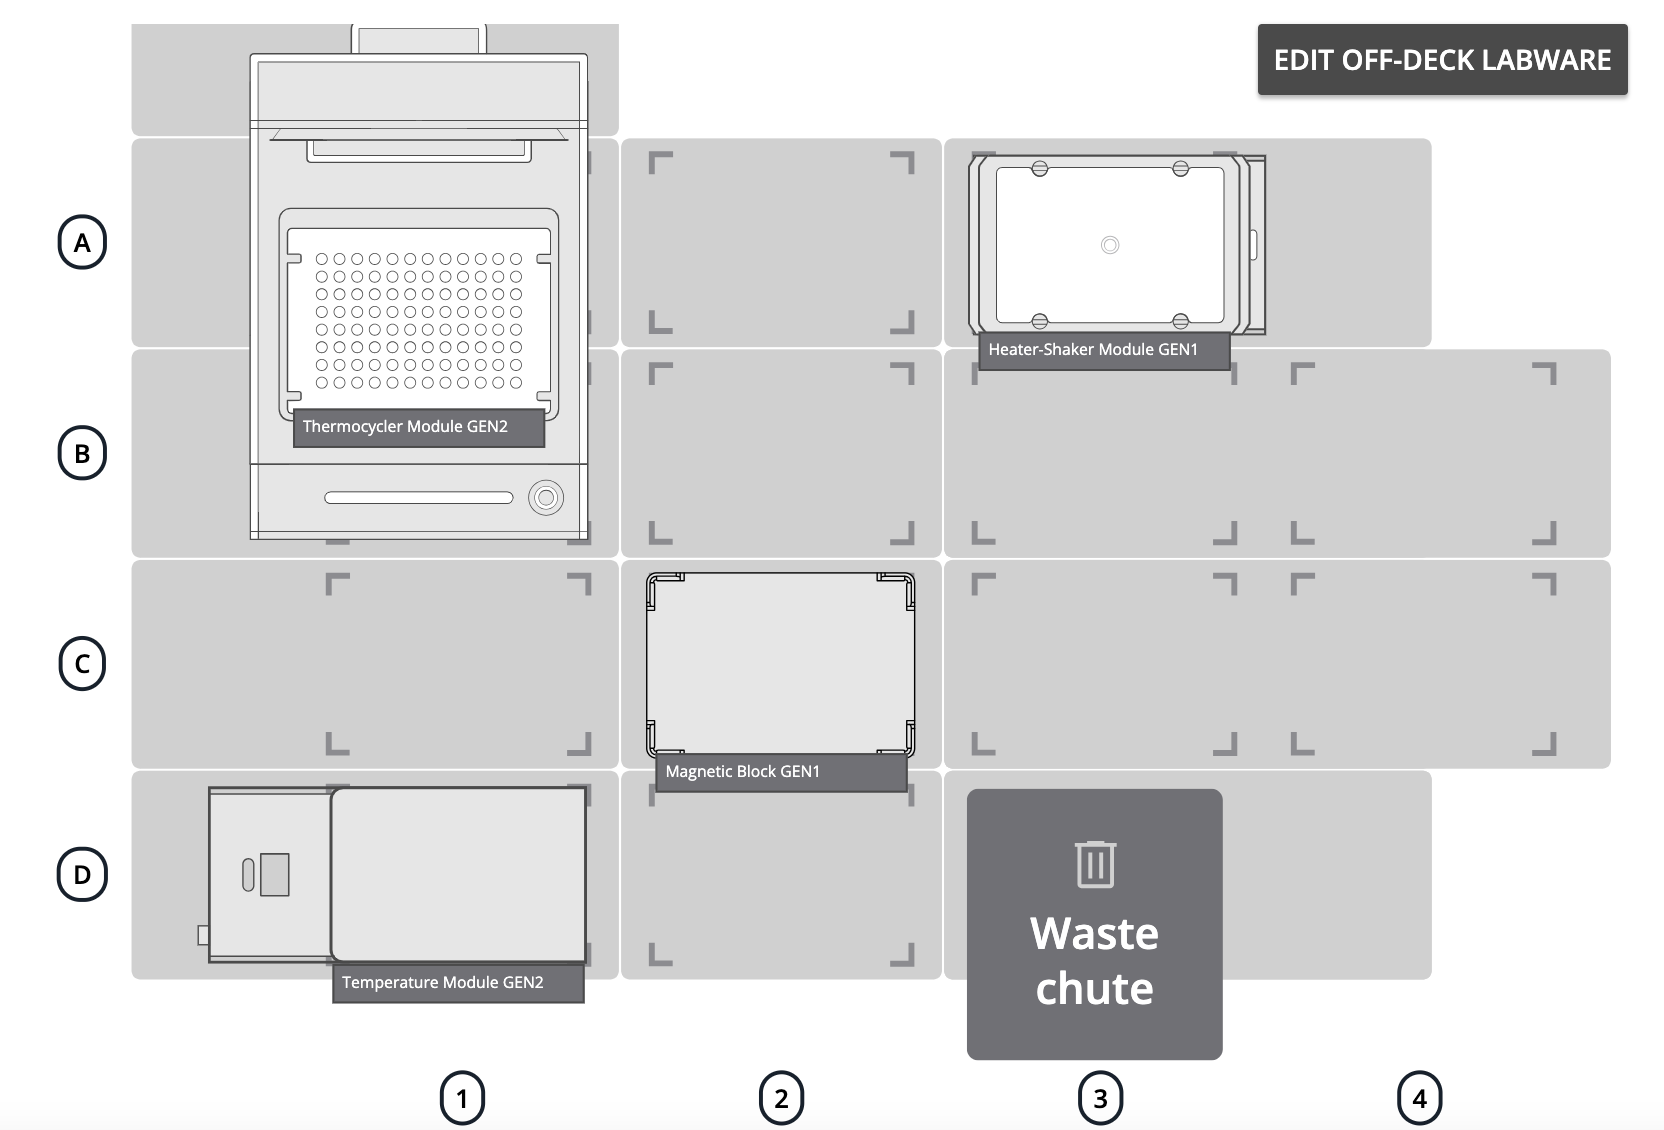 EDIT OFF-DECK LABWARE
A
Heater-Shaker Module GEN1
Thermocycler Module GEN2
B
C
Magnetic Block GEN1
D
Waste
chute
Temperature Module GEN2
1
2
3
4